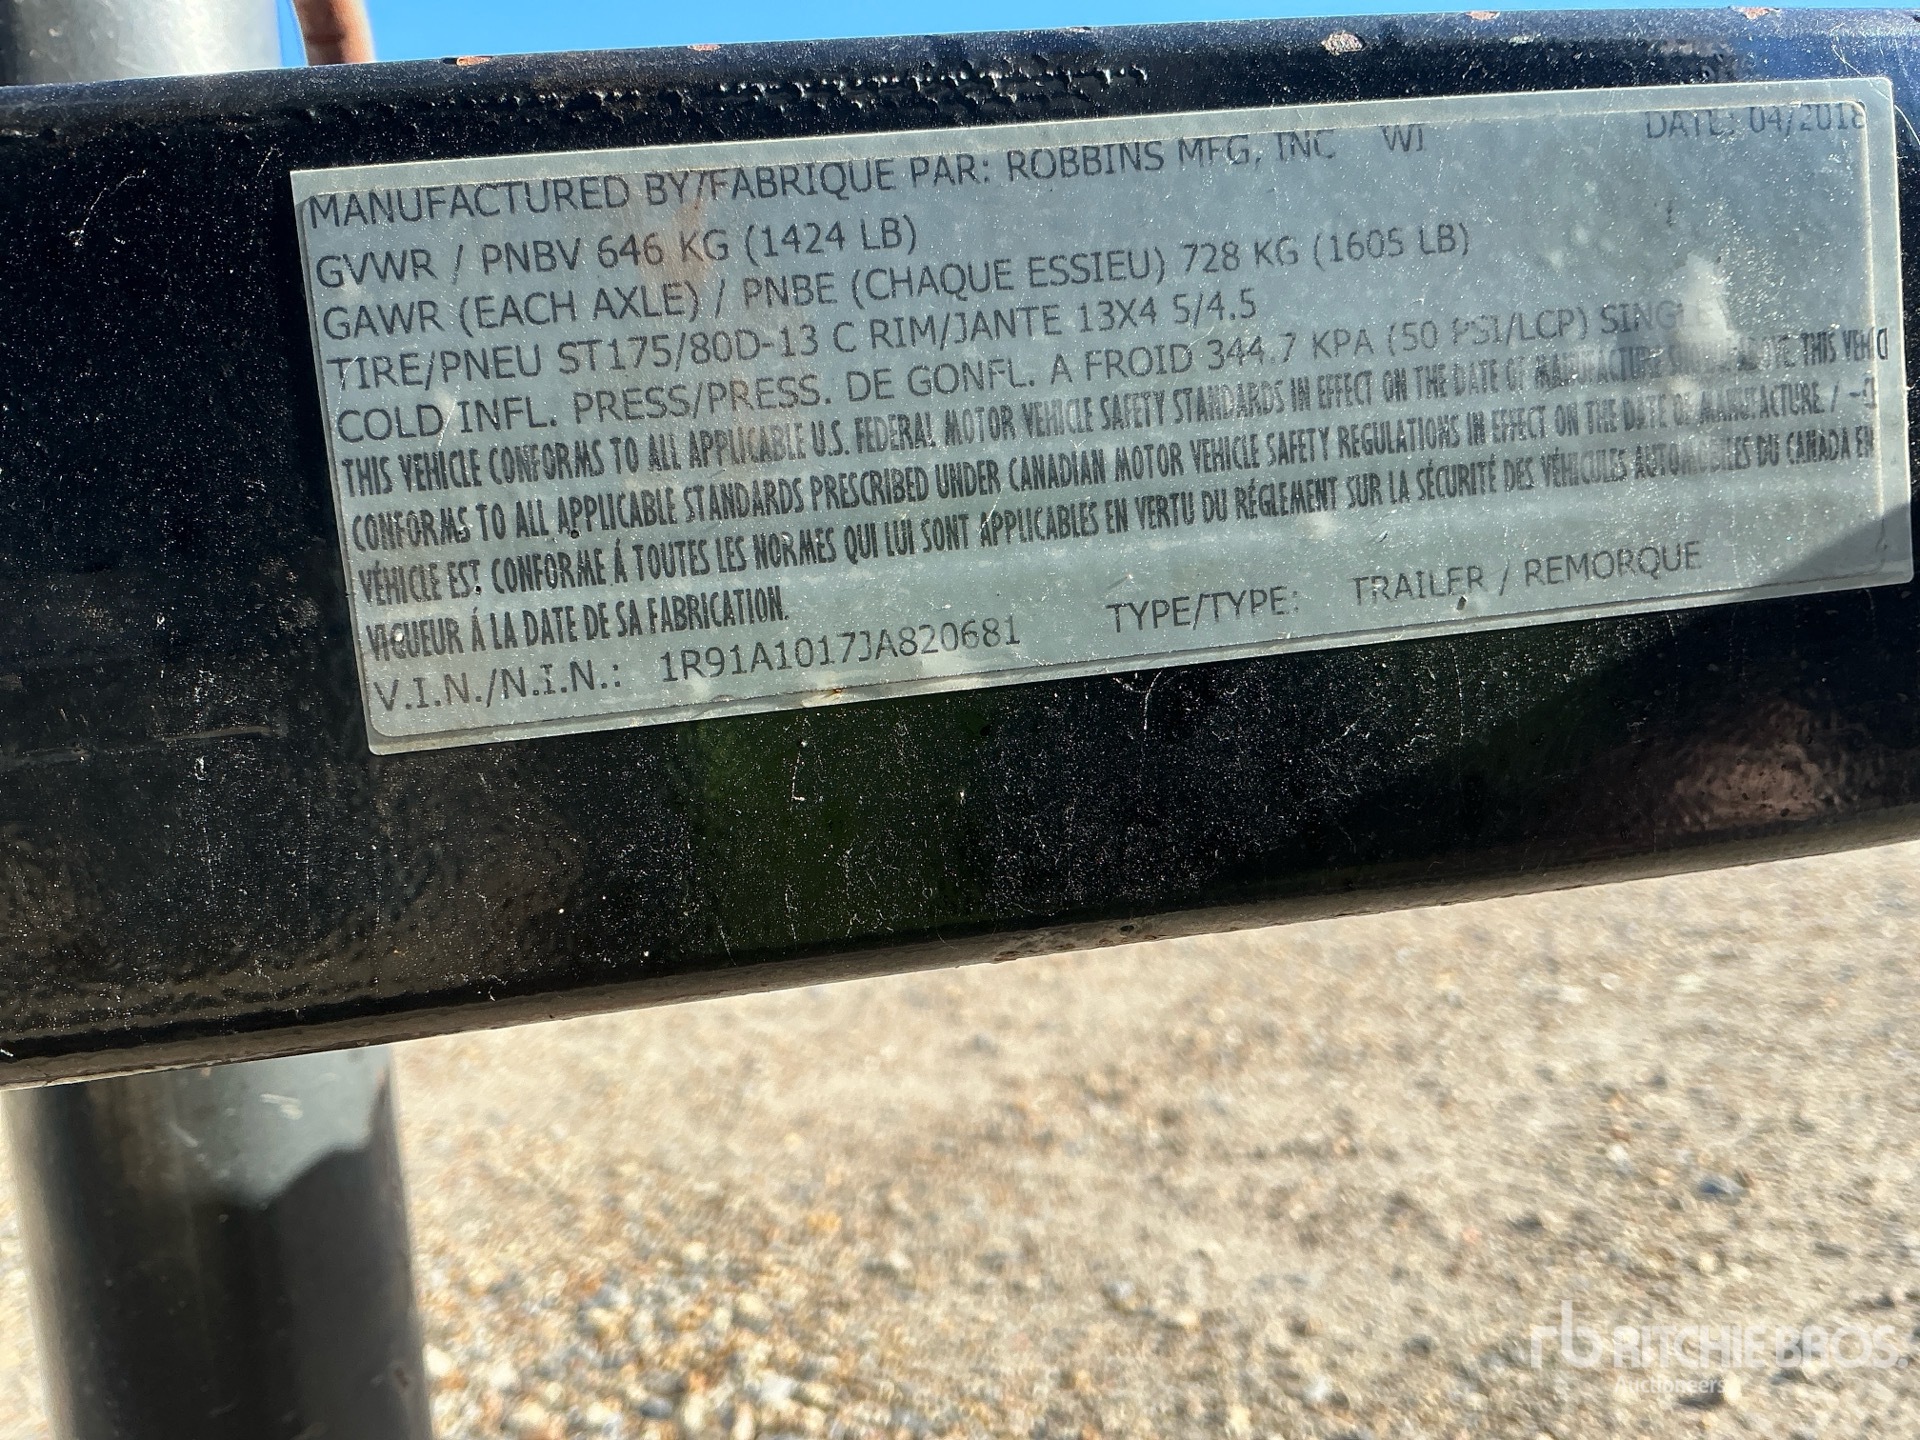 MANUFACTURED BY/FABRIQUE PAR: ROBBINS MFG, INC WI DATE: 04/2018
GVWR / PNBV 646 KG (1424 LB)
GAWR (EACH AXLE) / PNBE (CHAQUE ESSIEU) 728 KG (1605 LB)
TIRE/PNEU ST175/80D-13 C RIM/JANTE 13X4 5/4.5
COLD INFL. PRESS/PRESS. DE GONFL. A FROID 344.7 KPA (50 PSI/LCP) SINGLE
THIS VEHICLE CONFORMS TO ALL APPLICABLE U.S. FEDERAL MOTOR VEHICLE SAFETY STANDARDS IN EFFECT ON THE DATE OF MANUFACTURE SHOWN ABOVE. THIS
CONFORMS TO ALL APPLICABLE STANDARDS PRESCRIBED UNDER CANADIAN MOTOR VEHICLE SAFETY REGULATIONS IN EFFECT ON THE DATE OF MANUFACTURE. /
VÉHICLE EST CONFORME Á TOUTES LES NORMES QUI LUI SONT APPLICABLES EN VERTU DU RÉGLEMENT SUR LA SÉCURITÉ DES VÉHICULES AUTOMOBILES DU CANADA EN
VIGUEUR Á LA DATE DE SA FABRICATION.
V.I.N./N.I.N.: 1R91A1017JA820681 TYPE/TYPE: TRAILER / REMORQUE
rb RITCHIE BROS.
Auctioneers